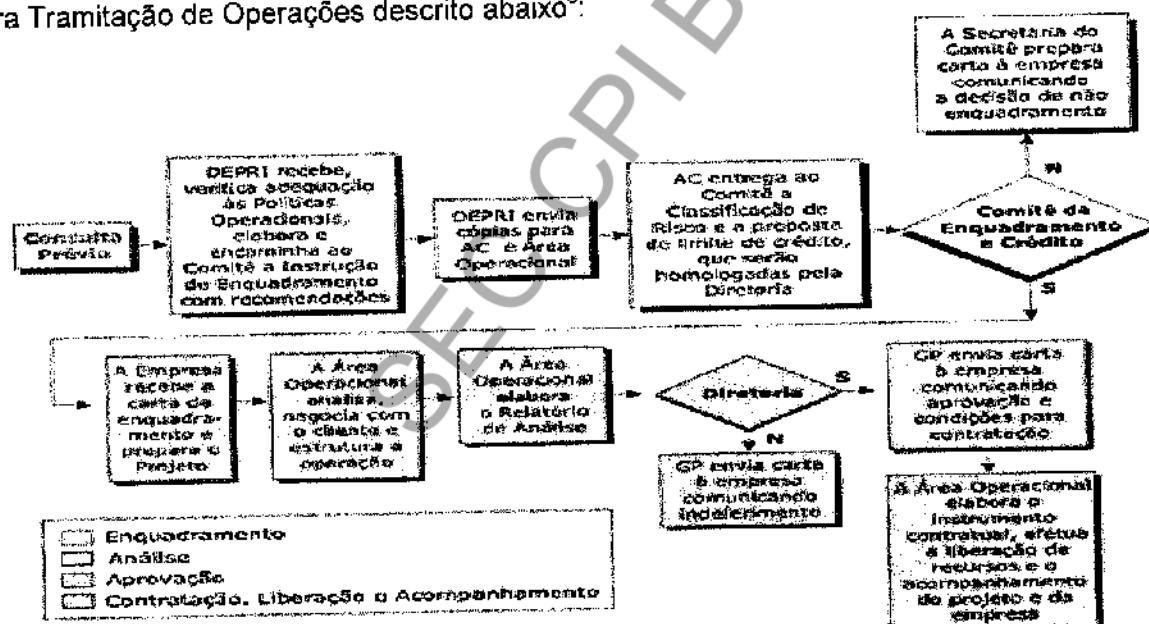 ra Tramitação de Operações descrito abaixo⁵:
A Secretaria do
Comitê prepara
carta à empresa
comunicando
a decisão de não
enquadramento
N
Consulta
Prévia
DEPRI recebe,
verifica adequação
às Políticas
Operacionais,
elabora e
encaminha ao
Comitê a Instrução
de Enquadramento
com recomendações
DEPRI envia
cópias para
AC e Área
Operacional
AC entrega ao
Comitê a
Classificação de
Risco e a proposta
de limite de crédito,
que serão
homologadas pela
Diretoria
Comitê de
Enquadramento
e Crédito
S
A Empresa
recebe a
carta de
enquadra-
mento e
prepara o
Projeto
A Área
Operacional
analisa,
negocia com
o cliente e
estrutura a
operação
A Área
Operacional
elabora
o Relatório
de Análise
Diretoria
S
N
GP envia carta
à empresa
comunicando
aprovação e
condições para
contratação
GP envia carta
à empresa
comunicando
indeferimento
A Área Operacional
elabora o
instrumento
contratual, efetua
a liberação de
recursos e o
acompanhamento
do projeto e da
empresa
Enquadramento
Análise
Aprovação
Contratação, Liberação e Acompanhamento
SEC CPI B